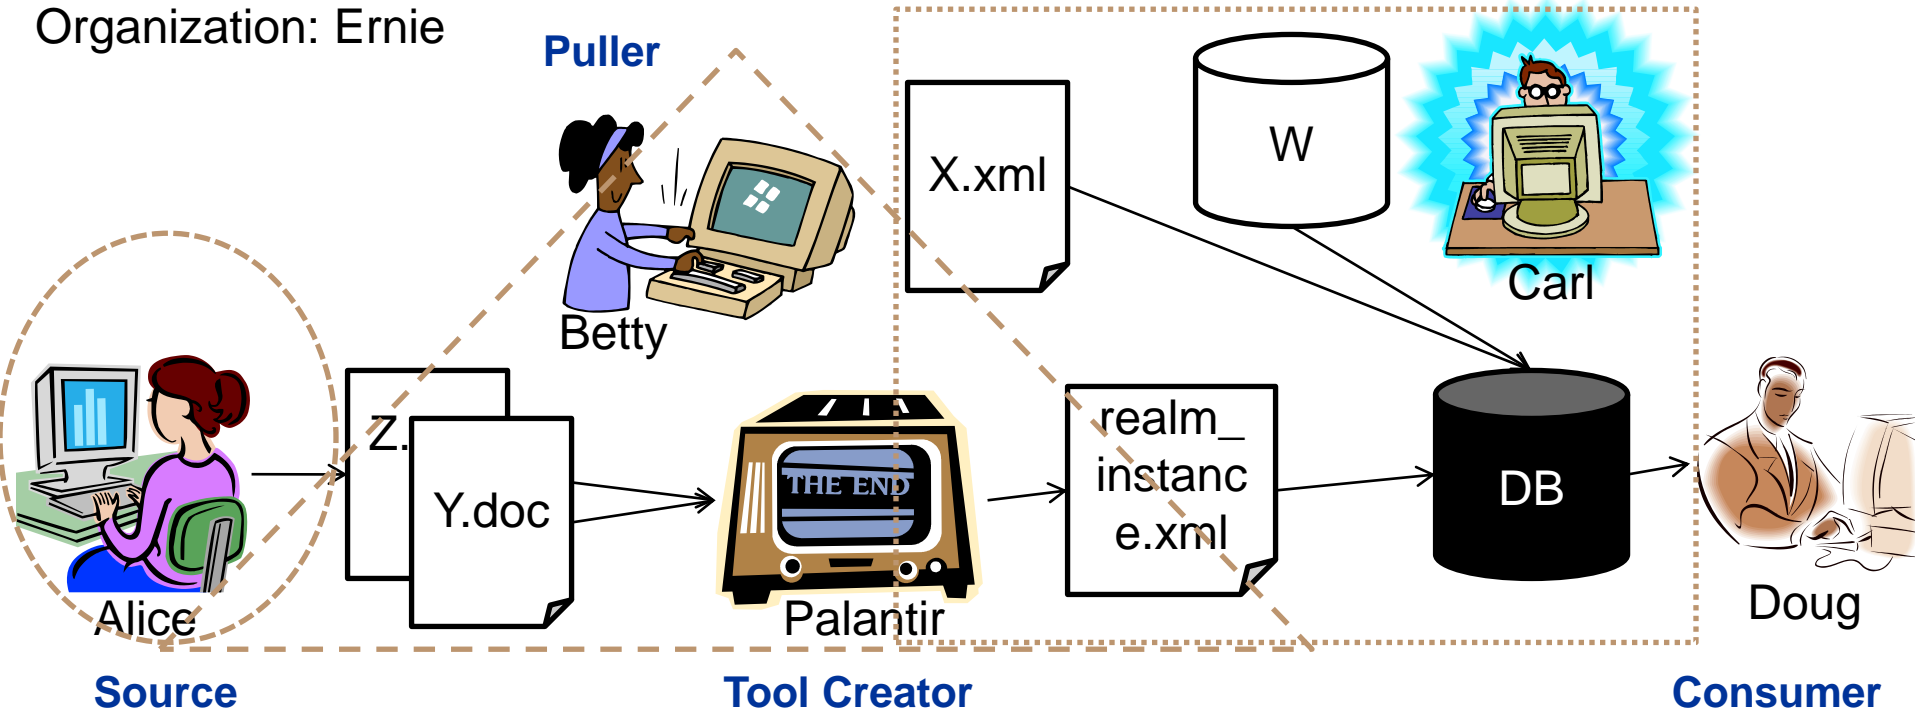 Organization: Ernie
Puller
X.xml
W
Carl
Betty
Z.
Y.doc
THE END
realm_
instanc
e.xml
DB
Alice
Palantir
Doug
Source
Tool Creator
Consumer